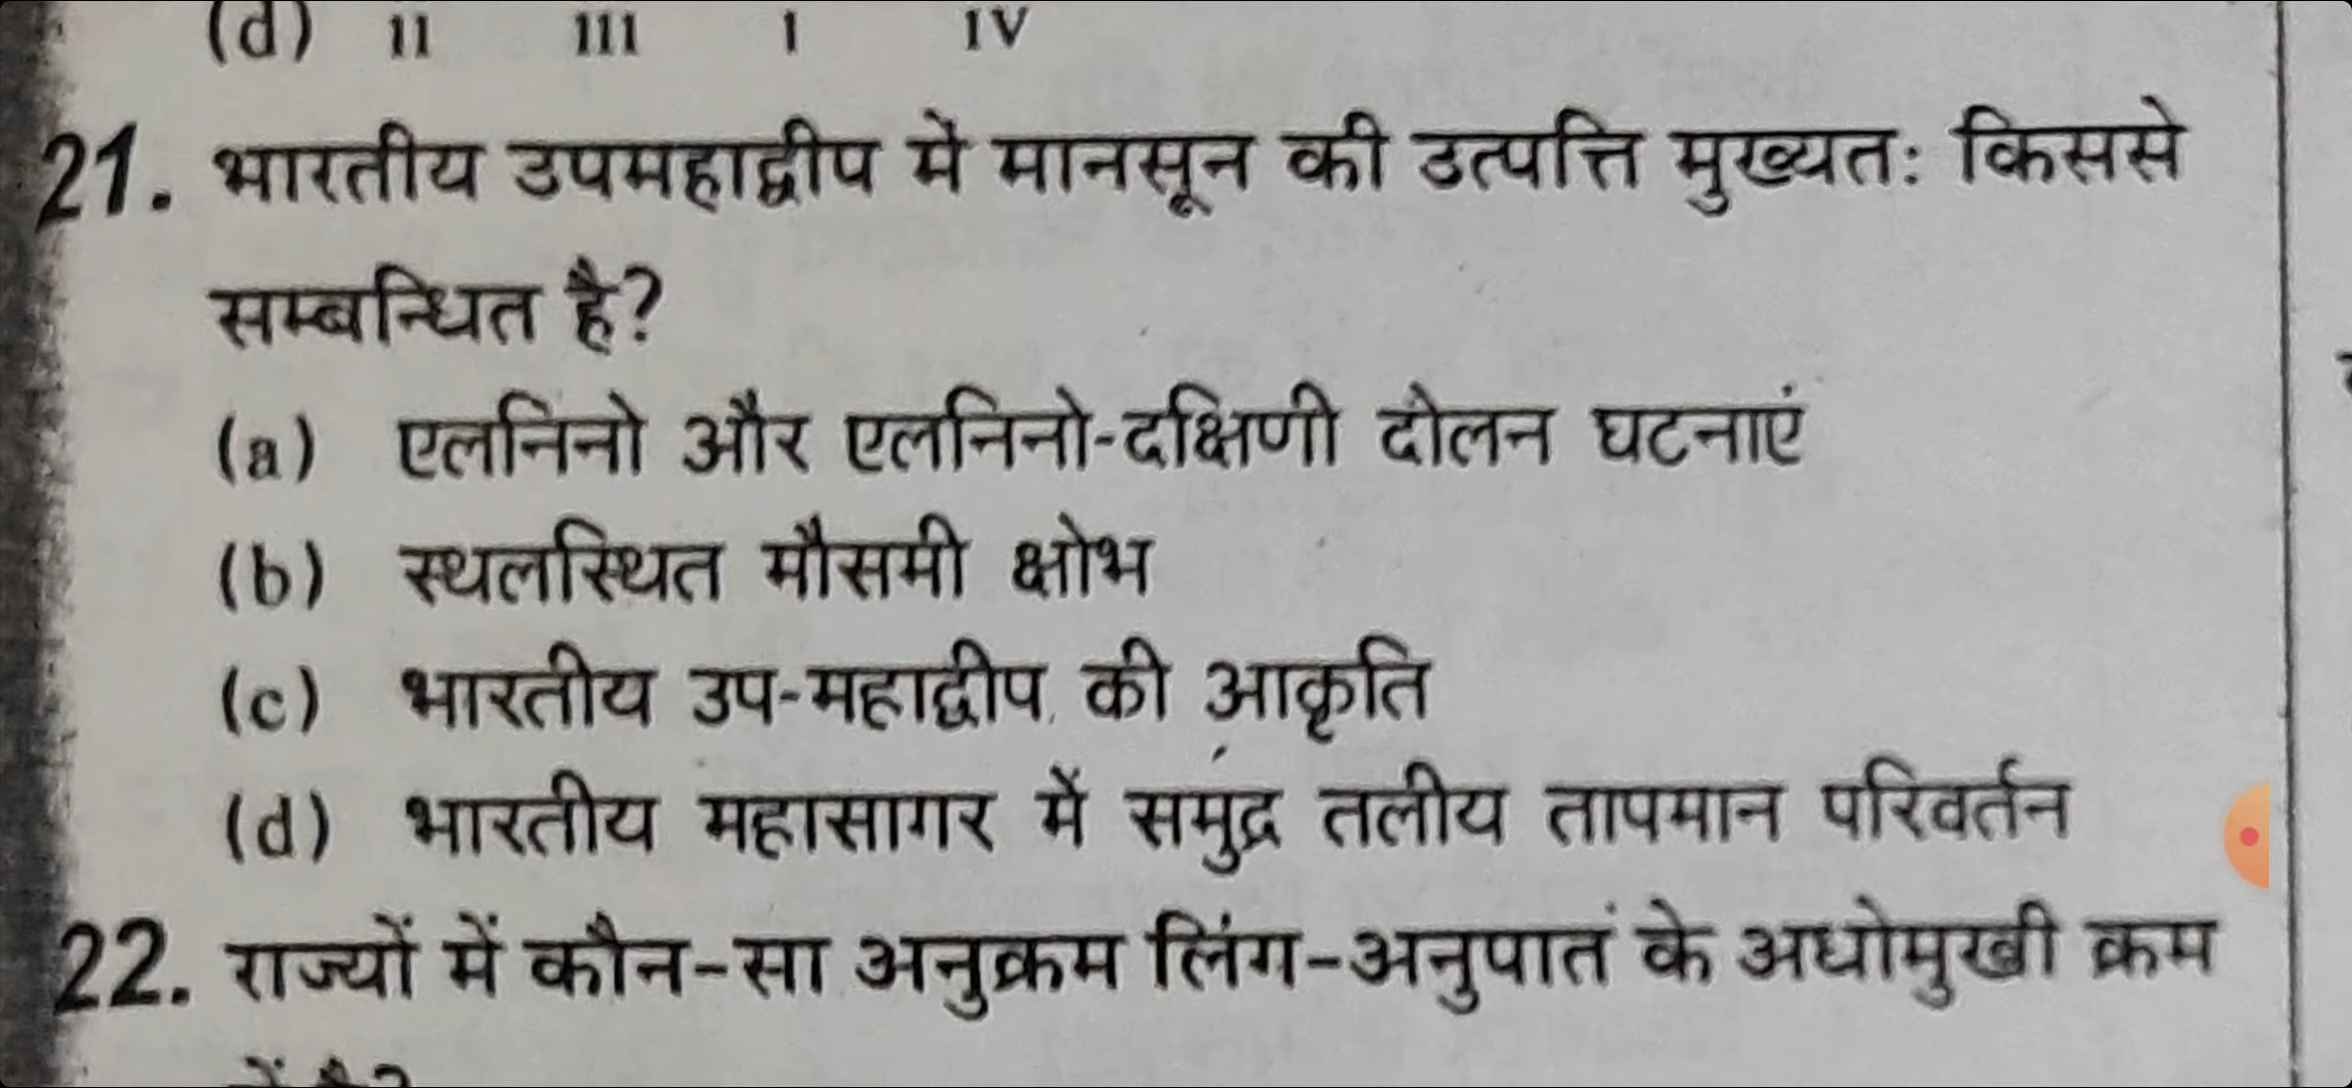 (d) II III I IV
21. भारतीय उपमहाद्वीप में मानसून की उत्पत्ति मुख्यतः किससे
सम्बन्धित है?
(a) एलनिनो और एलनिनो-दक्षिणी दोलन घटनाएं
(b) स्थलस्थित मौसमी क्षोभ
(c) भारतीय उप-महाद्वीप की आकृति
(d) भारतीय महासागर में समुद्र तलीय तापमान परिवर्तन
22. राज्यों में कौन-सा अनुक्रम लिंग-अनुपात के अधोमुखी क्रम